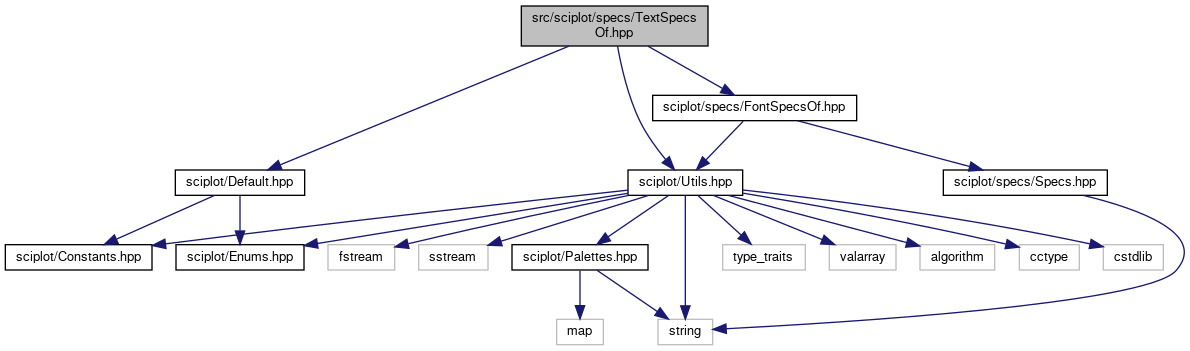 src/sciplot/specs/TextSpecs
Of.hpp
sciplot/specs/FontSpecsOf.hpp
sciplot/Default.hpp
sciplot/Utils.hpp
sciplot/specs/Specs.hpp
sciplot/Constants.hpp
sciplot/Enums.hpp
fstream
sstream
sciplot/Palettes.hpp
type_traits
valarray
algorithm
cctype
cstdlib
map
string